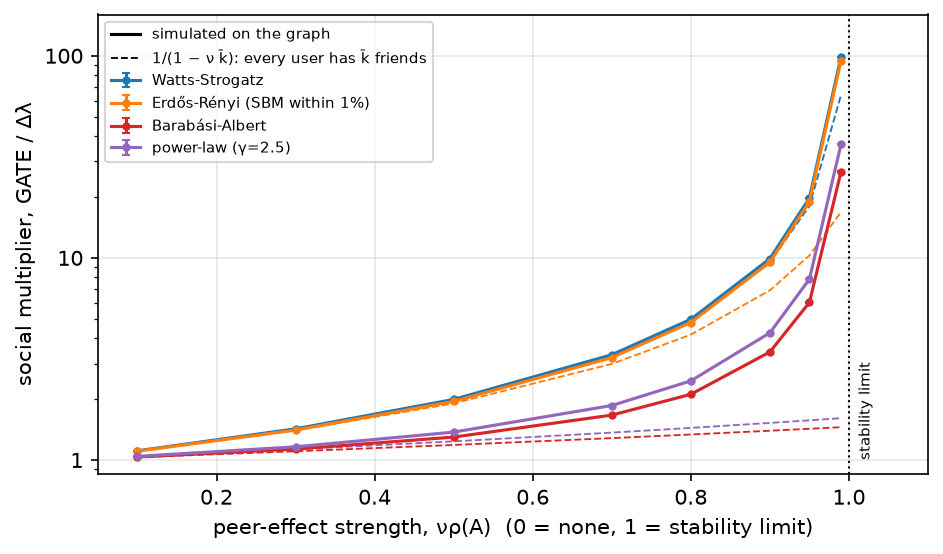 simulated on the graph
1/(1 − ν k̄): every user has k̄ friends
Watts-Strogatz
Erdős-Rényi (SBM within 1%)
Barabási-Albert
power-law (γ=2.5)
100
10
1
social multiplier, GATE / Δλ
stability limit
0.2
0.4
0.6
0.8
1.0
peer-effect strength, νρ(A)  (0 = none, 1 = stability limit)